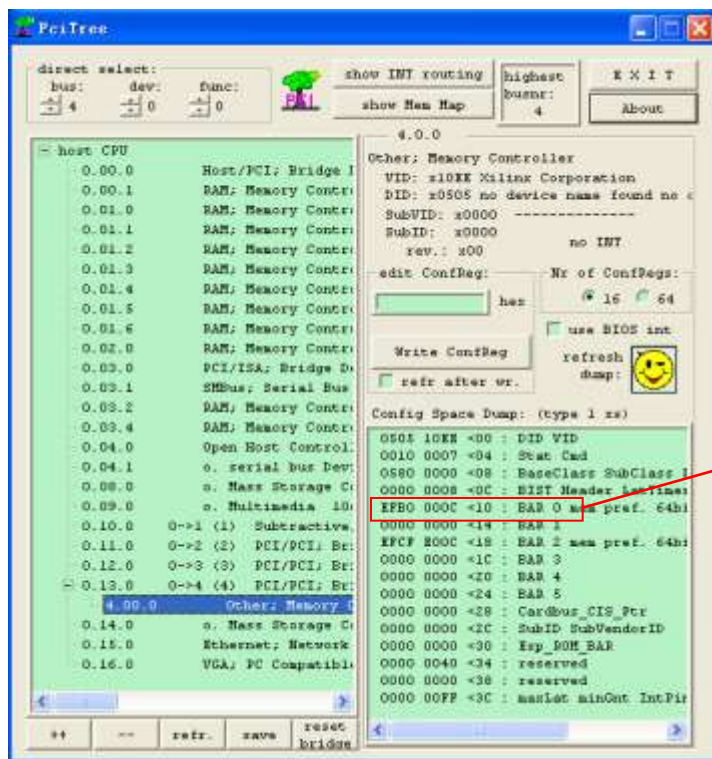 PciTree
direct select:
bus: dev: func:
4 0 0
PCI
show INT routing
show Mem Map
highest
busnr:
4
E X I T
About
host CPU
0.00.0 Host/PCI; Bridge
0.00.1 RAM; Memory Contr
0.01.0 RAM; Memory Contr
0.01.1 RAM; Memory Contr
0.01.2 RAM; Memory Contr
0.01.3 RAM; Memory Contr
0.01.4 RAM; Memory Contr
0.01.5 RAM; Memory Contr
0.01.6 RAM; Memory Contr
0.02.0 RAM; Memory Contr
0.03.0 PCI/ISA; Bridge D
0.03.1 SMBus; Serial Bus
0.03.2 RAM; Memory Contr
0.03.4 RAM; Memory Contr
0.04.0 Open Host Control
0.04.1 o. serial bus Dev
0.08.0 o. Mass Storage C
0.09.0 o. Multimedia 10
0.10.0 0->1 (1) Subtractive
0.11.0 0->2 (2) PCI/PCI; Br
0.12.0 0->3 (3) PCI/PCI; Br
0.13.0 0->4 (4) PCI/PCI; Br
4.00.0 Other; Memory C
0.14.0 o. Mass Storage C
0.15.0 Ethernet; Network
0.16.0 VGA; PC Compatibl
++ -- refr. save reset bridge
4.0.0
Other; Memory Controller
VID: x10EE Xilinx Corporation
DID: x0505 no device name found no
SubVID: x0000 --------------
SubID: x0000
rev.: x00 no INT
edit ConfReg:
hex
Nr of ConfRegs:
16 64
use BIOS int
Write ConfReg
refresh
dump:
refr after wr.
Config Space Dump: (type 1 xs)
0505 10EE <00 : DID VID
0010 0007 <04 : Stat Cmd
0580 0000 <08 : BaseClass SubClass
0000 0008 <0C : BIST Header LatTimer
EFB0 000C <10 : BAR 0 mem pref. 64bi
0000 0000 <14 : BAR 1
EFCF E00C <18 : BAR 2 mem pref. 64bi
0000 0000 <1C : BAR 3
0000 0000 <20 : BAR 4
0000 0000 <24 : BAR 5
0000 0000 <28 : Cardbus_CIS_Ptr
0000 0000 <2C : SubID SubVendorID
0000 0000 <30 : Exp_ROM_BAR
0000 0040 <34 : reserved
0000 0000 <38 : reserved
0000 00FF <3C : maxLat minGnt IntPin